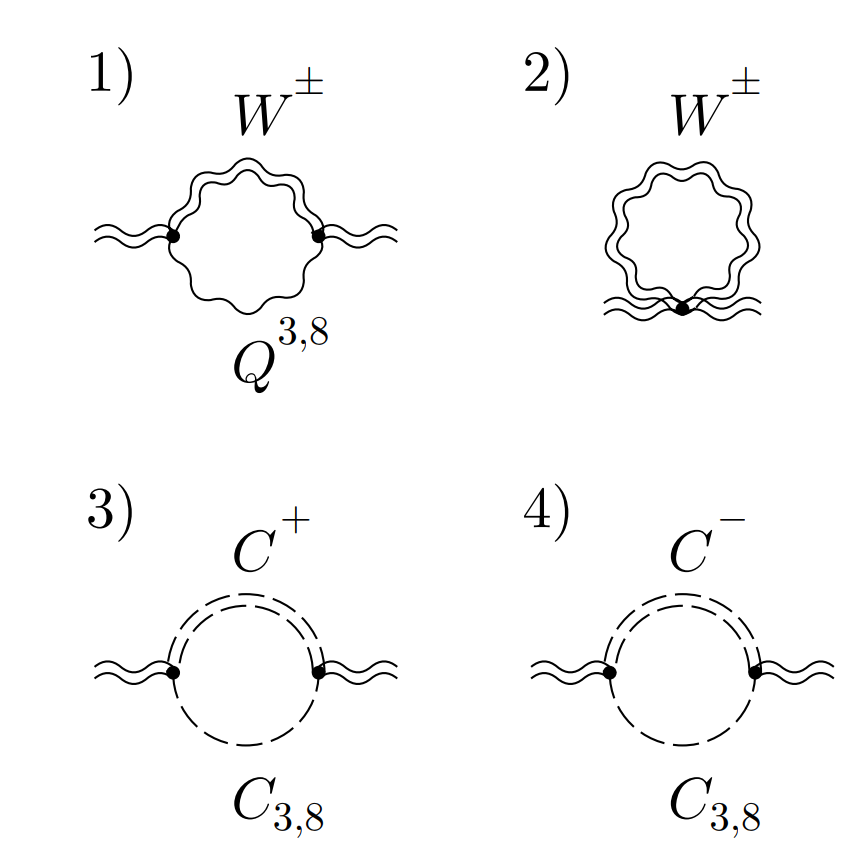 1) W^± 2) W^±
Q^{3,8}
3) C^+ 4) C^−
C_{3,8} C_{3,8}